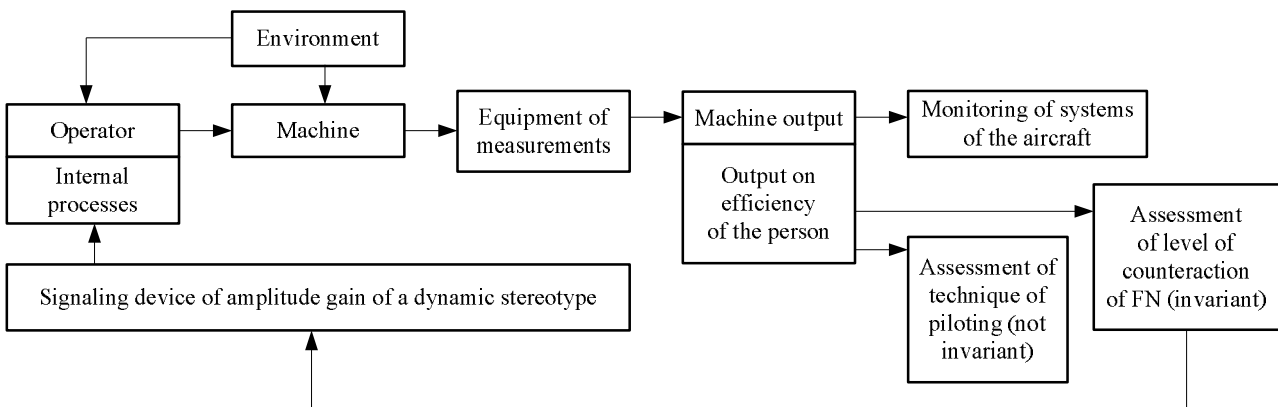 Environment
Operator
Machine
Equipment of
measurements
Machine output
Monitoring of systems
of the aircraft
Internal
processes
Output on
efficiency
of the person
Assessment
of level of
counteraction
of FN (invariant)
Assessment of
technique of
piloting (not
invariant)
Signaling device of amplitude gain of a dynamic stereotype